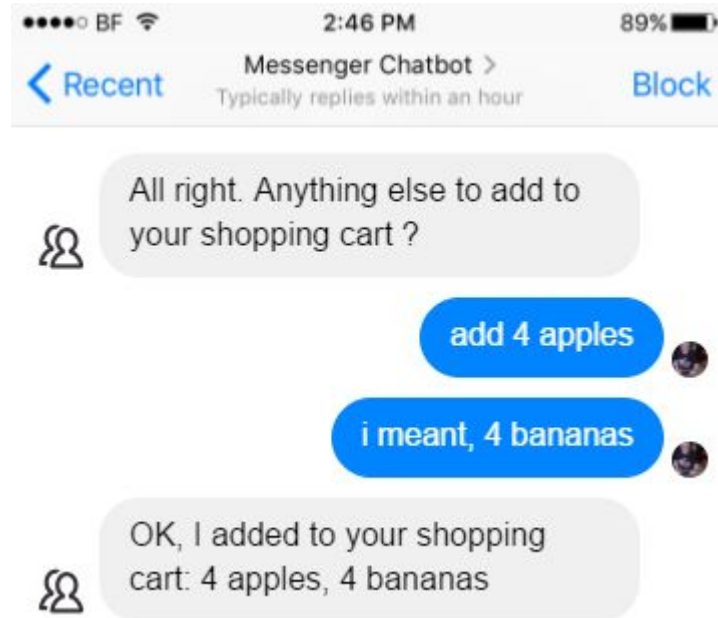 BF 2:46 PM 89%
Recent Messenger Chatbot > Block
Typically replies within an hour
All right. Anything else to add to
your shopping cart ?
add 4 apples
i meant, 4 bananas
OK, I added to your shopping
cart: 4 apples, 4 bananas